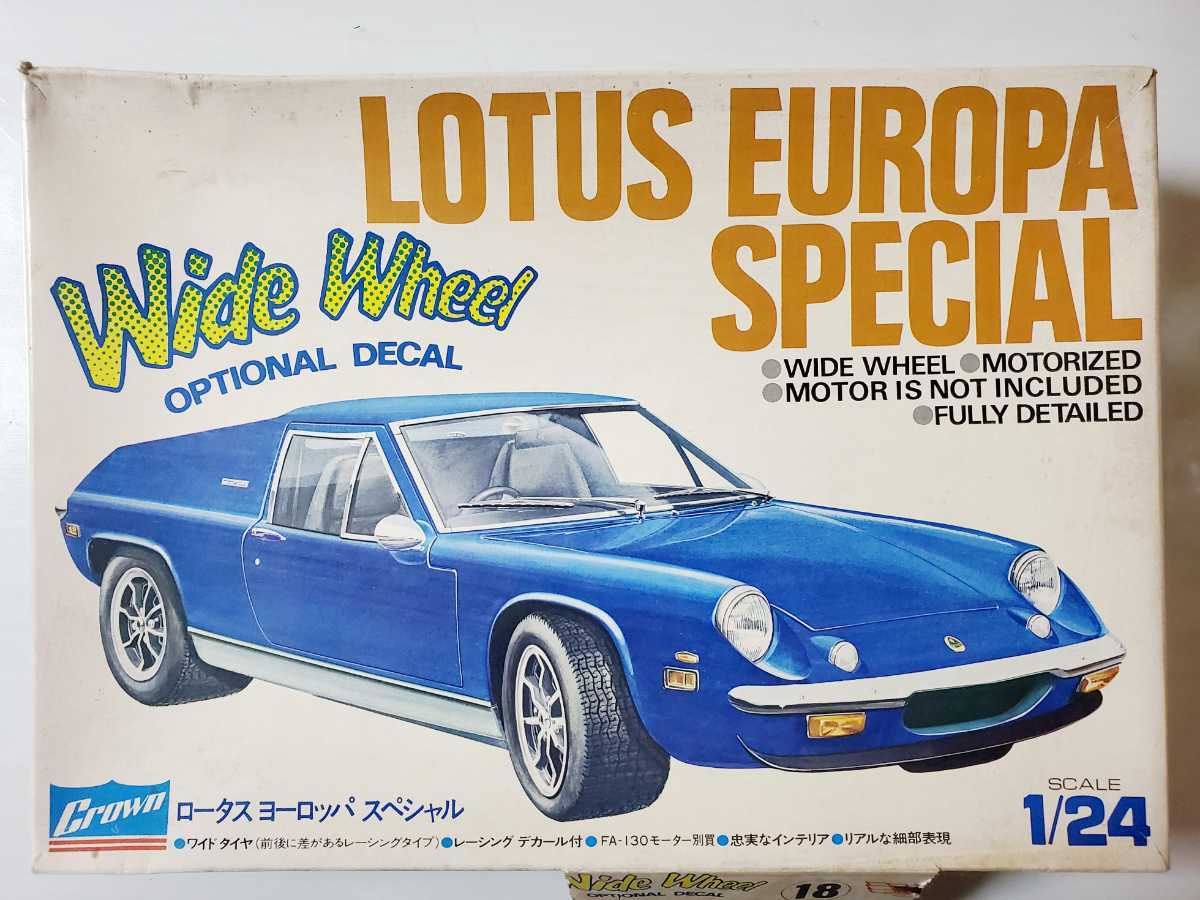 LOTUS EUROPA
SPECIAL
Wide Wheel
OPTIONAL DECAL
●WIDE WHEEL ●MOTORIZED
●MOTOR IS NOT INCLUDED
●FULLY DETAILED
Crown
ロータス ヨーロッパ スペシャル
●ワイドタイヤ(前後に差があるレーシングタイプ)●レーシング デカール付●FA-130モーター別買●忠実なインテリア●リアルな細部表現
SCALE
1/24
Wide Wheel
OPTIONAL DECAL
18